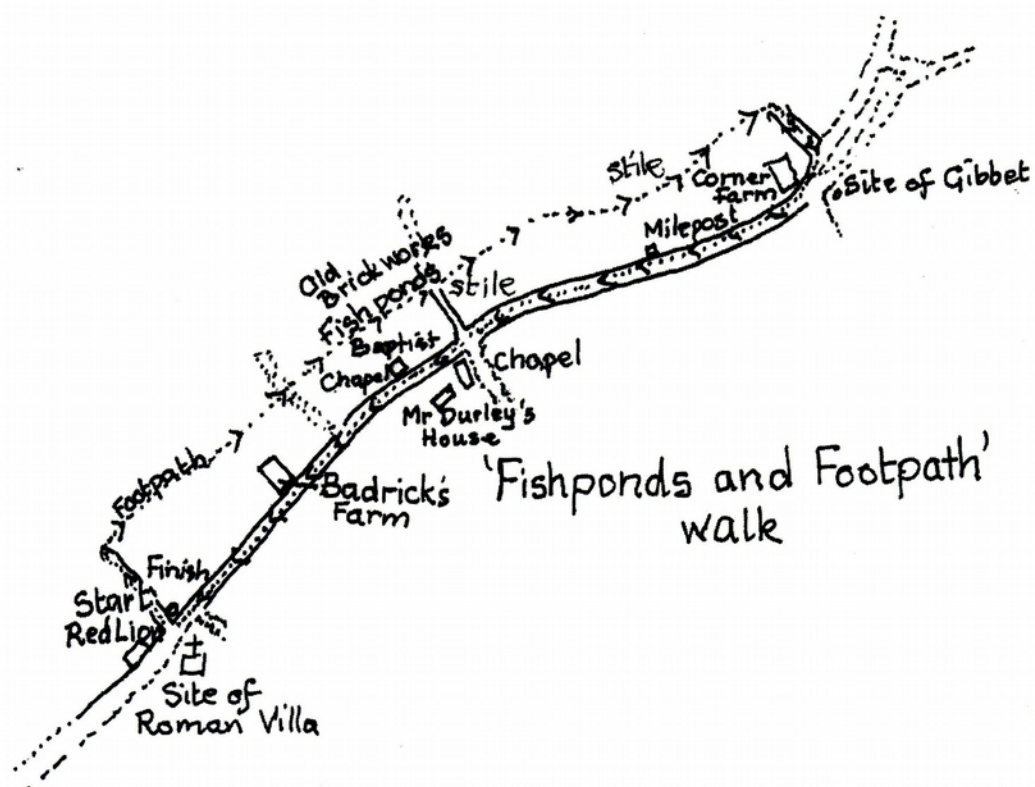 stile
Corner
Farm
Site of Gibbet
Milepost
Old
Brickworks
Fishponds
stile
Baptist
Chapel
Chapel
Mr Durley's
House
'Fishponds and Footpath'
walk
Footpath
Badrick's
Farm
Finish
Start
Red Lion
Site of
Roman Villa